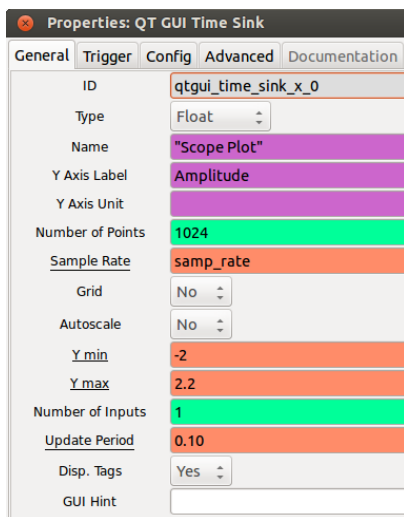 Properties: QT GUI Time Sink
General Trigger Config Advanced Documentation
ID qtgui_time_sink_x_0
Type Float
Name "Scope Plot"
Y Axis Label Amplitude
Y Axis Unit
Number of Points 1024
Sample Rate samp_rate
Grid No
Autoscale No
Y min -2
Y max 2.2
Number of Inputs 1
Update Period 0.10
Disp. Tags Yes
GUI Hint